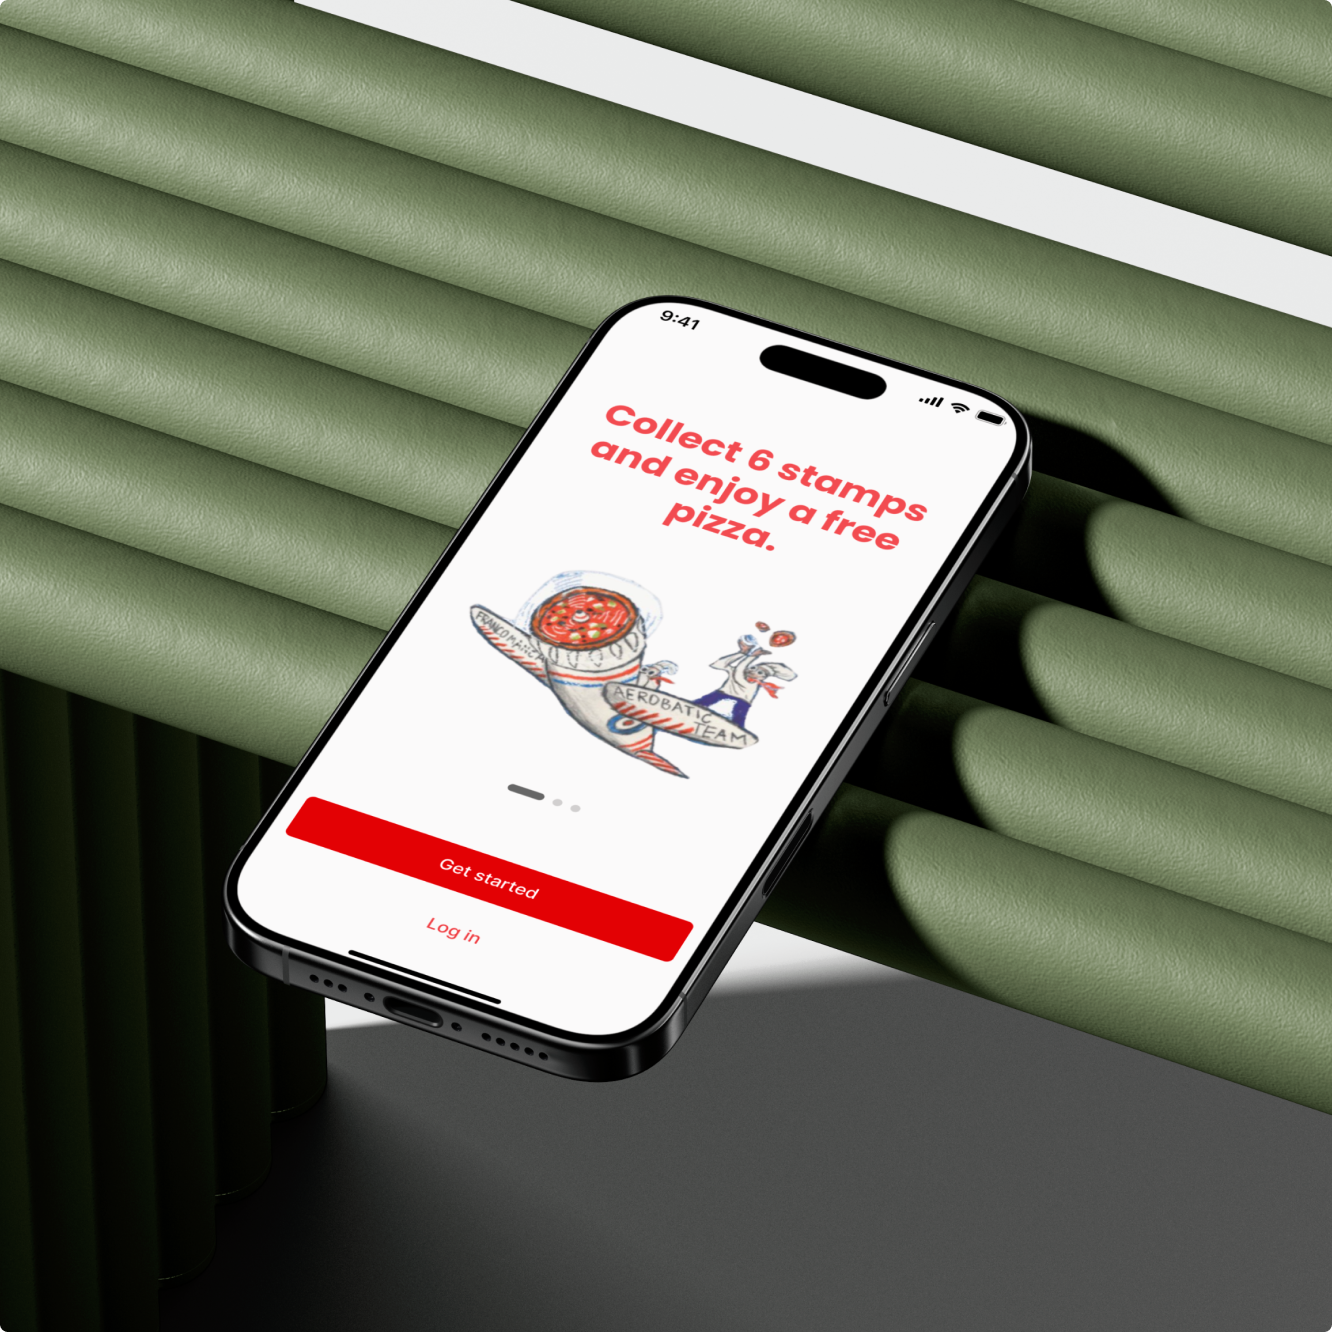 9:41
Collect 6 stamps
and enjoy a free
pizza.
FRANCO MANCA
AEROBATIC
TEAM
Get started
Log in